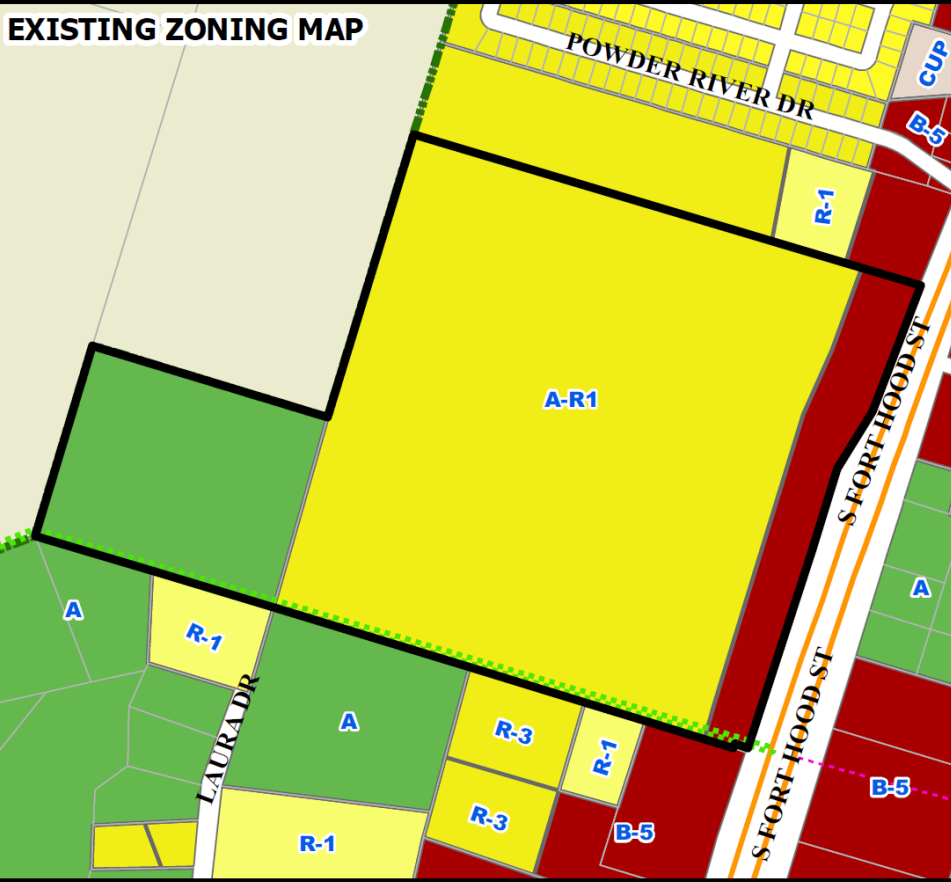 EXISTING ZONING MAP
POWDER RIVER DR
CUP
B-5
R-1
A-R1
S FORT HOOD ST
A
A
R-1
LAURA DR
A
R-3
R-1
S FORT HOOD ST
B-5
R-3
B-5
R-1